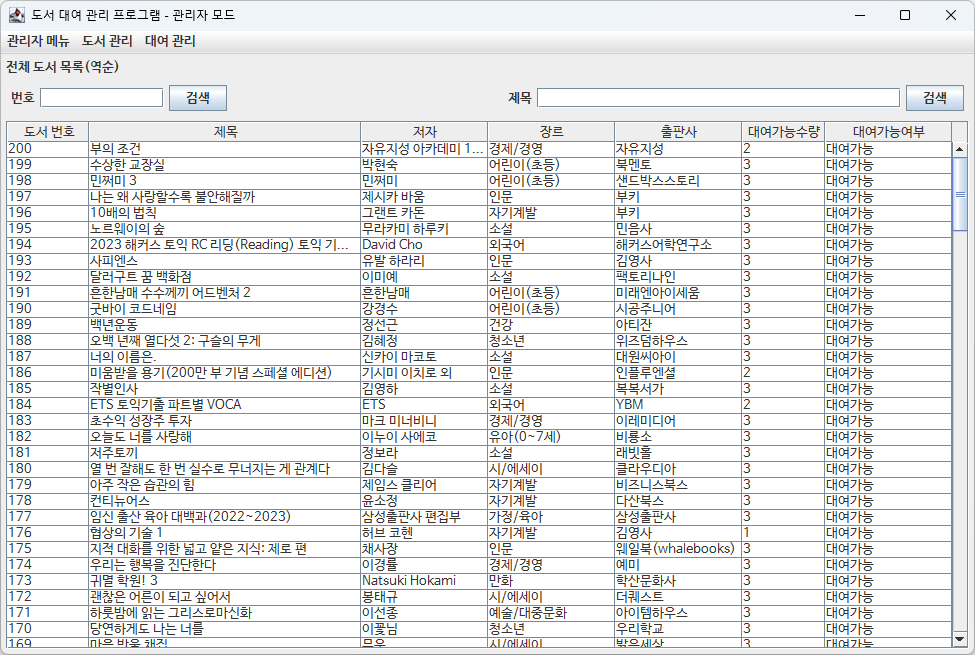 도서 대여 관리 프로그램 - 관리자 모드
관리자 메뉴 도서 관리 대여 관리
전체 도서 목록(역순)
번호 검색 제목 검색
도서 번호 제목 저자 장르 출판사 대여가능수량 대여가능여부
200 부의 조건 자유지성 아카데미 1... 경제/경영 자유지성 2 대여가능
199 수상한 교장실 박현숙 어린이(초등) 북멘토 3 대여가능
198 민쩌미 3 민쩌미 어린이(초등) 샌드박스스토리 3 대여가능
197 나는 왜 사랑할수록 불안해질까 제시카 바움 인문 부키 3 대여가능
196 10배의 법칙 그랜트 카돈 자기계발 부키 3 대여가능
195 노르웨이의 숲 무라카미 하루키 소설 민음사 3 대여가능
194 2023 해커스 토익 RC 리딩(Reading) 토익 기... David Cho 외국어 해커스어학연구소 3 대여가능
193 사피엔스 유발 하라리 인문 김영사 3 대여가능
192 달러구트 꿈 백화점 이미예 소설 팩토리나인 3 대여가능
191 흔한남매 수수께끼 어드벤처 2 흔한남매 어린이(초등) 미래엔아이세움 3 대여가능
190 굿바이 코드네임 강경수 어린이(초등) 시공주니어 3 대여가능
189 백년운동 정선근 건강 아티잔 3 대여가능
188 오백 년째 열다섯 2: 구슬의 무게 김혜정 청소년 위즈덤하우스 3 대여가능
187 너의 이름은. 신카이 마코토 소설 대원씨아이 3 대여가능
186 미움받을 용기(200만 부 기념 스페셜 에디션) 기시미 이치로 외 인문 인플루엔셜 2 대여가능
185 작별인사 김영하 소설 복복서가 3 대여가능
184 ETS 토익기출 파트별 VOCA ETS 외국어 YBM 2 대여가능
183 초수익 성장주 투자 마크 미너비니 경제/경영 이레미디어 3 대여가능
182 오늘도 너를 사랑해 이누이 사에코 유아(0~7세) 비룡소 3 대여가능
181 저주토끼 정보라 소설 래빗홀 3 대여가능
180 열 번 잘해도 한 번 실수로 무너지는 게 관계다 김다슬 시/에세이 클라우디아 3 대여가능
179 아주 작은 습관의 힘 제임스 클리어 자기계발 비즈니스북스 3 대여가능
178 컨티뉴어스 윤소정 자기계발 다산북스 3 대여가능
177 임신 출산 육아 대백과(2022~2023) 삼성출판사 편집부 가정/육아 삼성출판사 3 대여가능
176 협상의 기술 1 허브 코헨 자기계발 김영사 1 대여가능
175 지적 대화를 위한 넓고 얕은 지식: 제로 편 채사장 인문 웨일북(whalebooks) 3 대여가능
174 우리는 행복을 진단한다 이경률 경제/경영 예미 3 대여가능
173 귀멸 학원! 3 Natsuki Hokami 만화 학산문화사 3 대여가능
172 괜찮은 어른이 되고 싶어서 봉태규 시/에세이 더퀘스트 3 대여가능
171 하룻밤에 읽는 그리스로마신화 이선종 예술/대중문화 아이템하우스 3 대여가능
170 당연하게도 나는 너를 이꽃님 청소년 우리학교 3 대여가능
169 마음 방울 채집 무운 시/에세이 밝은세상 3 대여가능